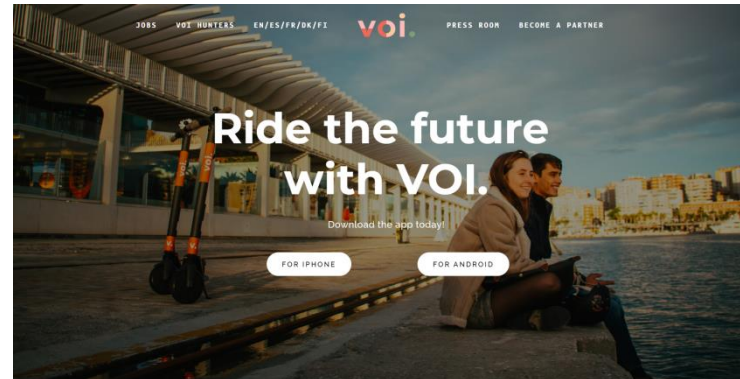 JOBS VOI HUNTERS EN/ES/FR/DK/FI voi. PRESS ROOM BECOME A PARTNER
Ride the future
with VOI.
Download the app today!
FOR IPHONE FOR ANDROID